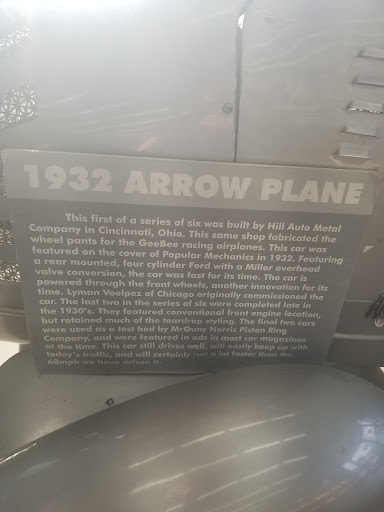 1932 ARROW PLANE
This first of a series of six was built by Hill Auto Metal
Company in Cincinnati, Ohio. This same shop fabricated the
wheel pants for the GeeBee racing airplanes. This car was
featured on the cover of Popular Mechanics in 1932. Featuring
a rear mounted, four cylinder Ford with a Miller overhead
valve conversion, the car was fast for its time. The car is
powered through the front wheels, another innovation for its
time. Lyman Voelpez of Chicago originally commissioned the
car. The last two in the series of six were completed late in
the 1930's. They featured conventional front engine location,
but retained much of the teardrop styling. The final two cars
were used as a test bed by McQuay Norris Piston Ring
Company, and were featured in ads in most car magazines
at the time. This car still drives well, will easily keep up with
today's traffic, and will certainly run a lot faster than the
60mph we have driven it.